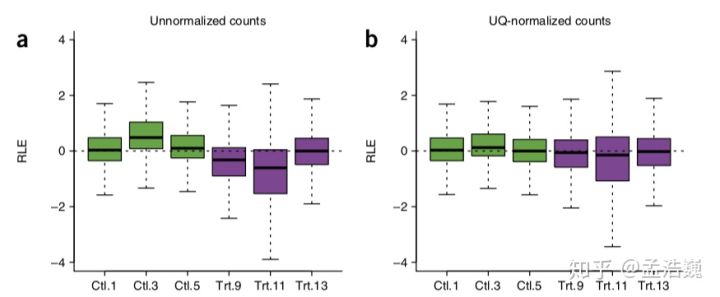 a
Unnormalized counts
RLE
4
2
0
−2
−4
Ctl.1 Ctl.3 Ctl.5 Trt.9 Trt.11 Trt.13
b
UQ-normalized counts
RLE
4
2
0
−2
−4
Ctl.1 Ctl.3 Ctl.5 Trt.9 Trt.11 Trt.13
知乎 @孟浩巍